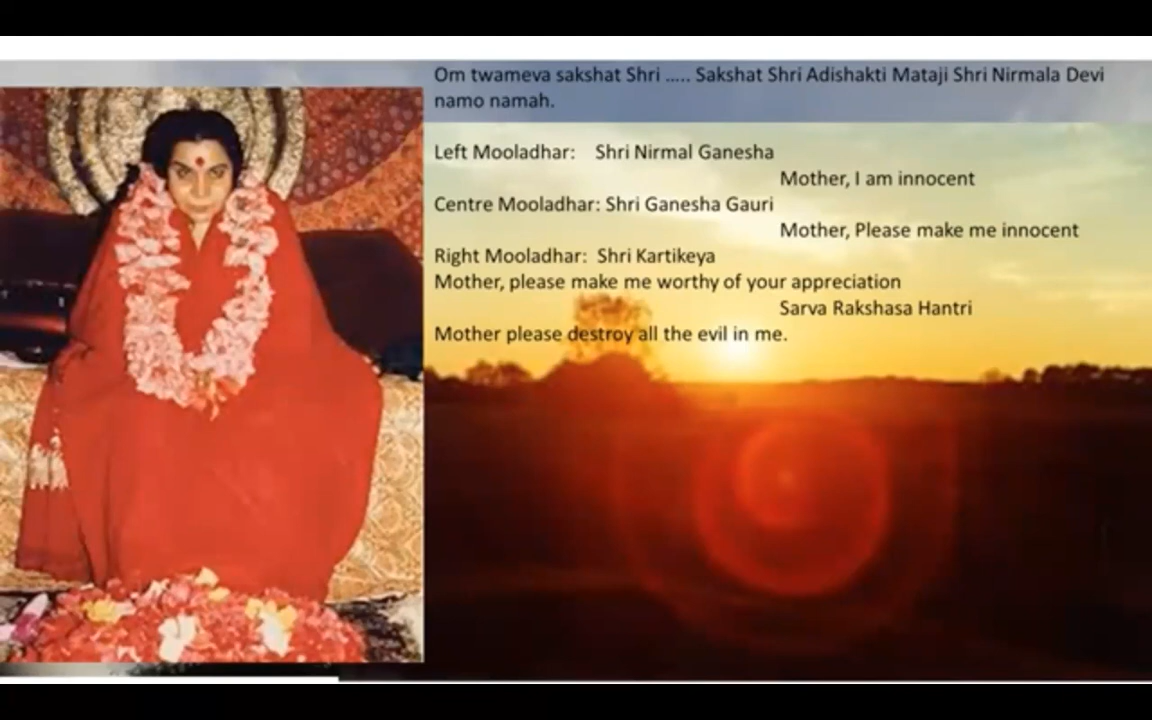 Om twameva sakshat Shri ..... Sakshat Shri Adishakti Mataji Shri Nirmala Devi
namo namah.
Left Mooladhar: Shri Nirmal Ganesha
Mother, I am innocent
Centre Mooladhar: Shri Ganesha Gauri
Mother, Please make me innocent
Right Mooladhar: Shri Kartikeya
Mother, please make me worthy of your appreciation
Sarva Rakshasa Hantri
Mother please destroy all the evil in me.